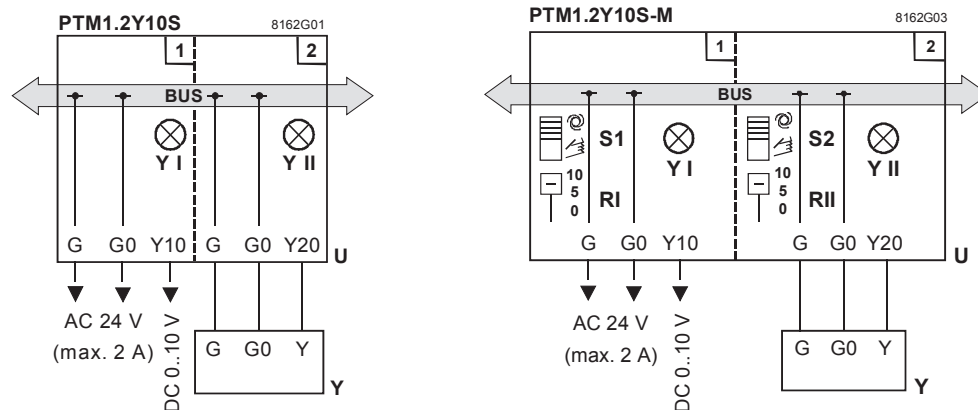 PTM1.2Y10S 8162G01
1 2
BUS
Y I Y II
G G0 Y10 G G0 Y20
U
AC 24 V
(max. 2 A)
DC 0..10 V
G G0 Y
Y
PTM1.2Y10S-M 8162G03
1 2
BUS
S1 S2
Y I Y II
10
5
0
RI
10
5
0
RII
G G0 Y10 G G0 Y20
U
AC 24 V
(max. 2 A)
DC 0..10 V
G G0 Y
Y